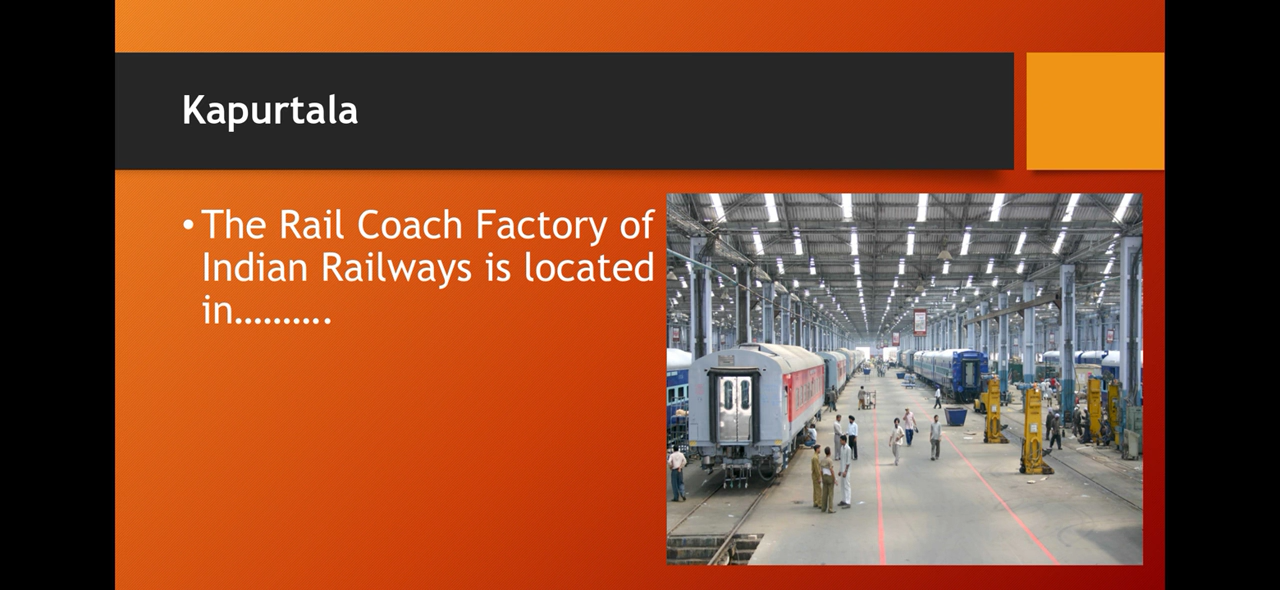 Kapurtala
•The Rail Coach Factory of
Indian Railways is located
in..........